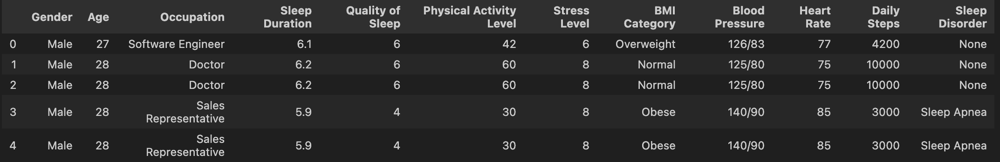 Gender Age Occupation Sleep Duration Quality of Sleep Physical Activity Level Stress Level BMI Category Blood Pressure Heart Rate Daily Steps Sleep Disorder
0 Male 27 Software Engineer 6.1 6 42 6 Overweight 126/83 77 4200 None
1 Male 28 Doctor 6.2 6 60 8 Normal 125/80 75 10000 None
2 Male 28 Doctor 6.2 6 60 8 Normal 125/80 75 10000 None
3 Male 28 Sales Representative 5.9 4 30 8 Obese 140/90 85 3000 Sleep Apnea
4 Male 28 Sales Representative 5.9 4 30 8 Obese 140/90 85 3000 Sleep Apnea